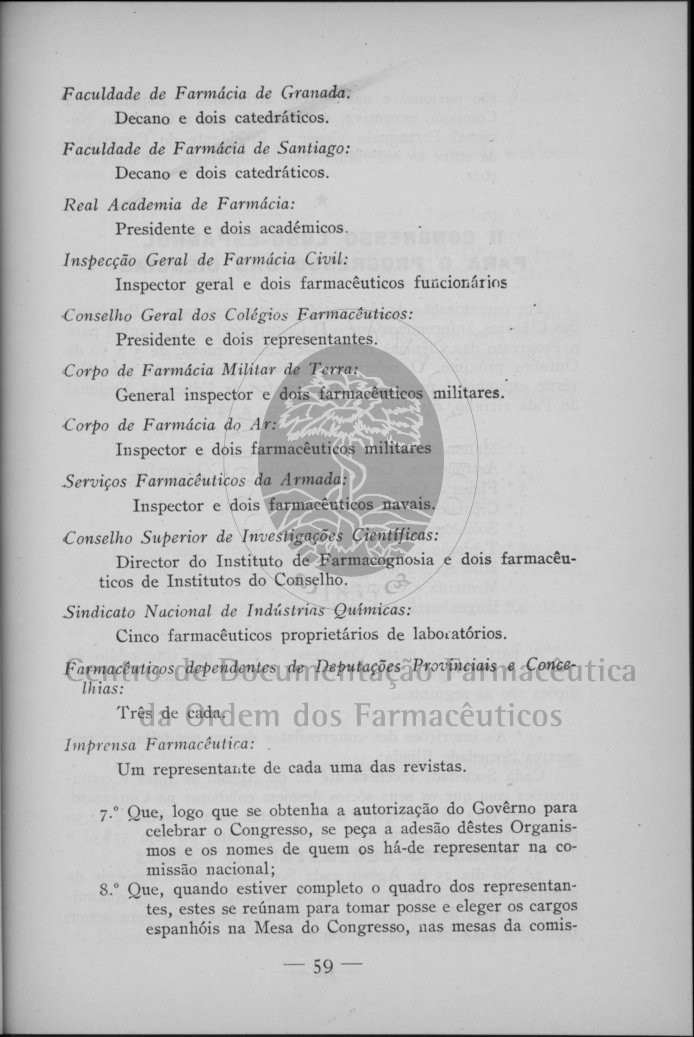 Faculdade de Farmácia de Granada:
Decano e dois catedráticos.
Faculdade de Farmácia de Santiago:
Decano e dois catedráticos.
Real Academia de Farmácia:
Presidente e dois académicos.
Inspecção Geral de Farmácia Civil:
Inspector geral e dois farmacêuticos funcionários
Conselho Geral dos Colégios Farmacêuticos:
Presidente e dois representantes.
Corpo de Farmácia Militar de Terra:
General inspector e dois farmacêuticos militares.
Corpo de Farmácia do Ar:
Inspector e dois farmacêuticos militares
Serviços Farmacêuticos da Armada:
Inspector e dois farmacêuticos navais.
Conselho Superior de Investigações Científicas:
Director do Instituto de Farmacognosia e dois farmacêu-
ticos de Institutos do Conselho.
Sindicato Nacional de Indústrias Químicas:
Cinco farmacêuticos proprietários de laboratórios.
Farmacêuticos dependentes de Deputações Provinciais e Conce-
lhias:
Três de cada.
Centro de Documentação Farmacêutica
da Ordem dos Farmacêuticos
Imprensa Farmacêutica:
Um representante de cada uma das revistas.
7.º Que, logo que se obtenha a autorização do Govêrno para
celebrar o Congresso, se peça a adesão dêstes Organis-
mos e os nomes de quem os há-de representar na co-
missão nacional;
8.º Que, quando estiver completo o quadro dos representan-
tes, estes se reúnam para tomar posse e eleger os cargos
espanhóis na Mesa do Congresso, nas mesas da comis-
— 59 —